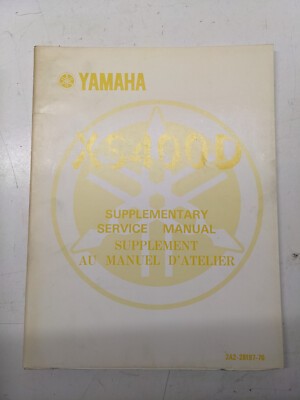 YAMAHA
XS400D
SUPPLEMENTARY
SERVICE MANUAL
SUPPLEMENT
AU MANUEL D'ATELIER